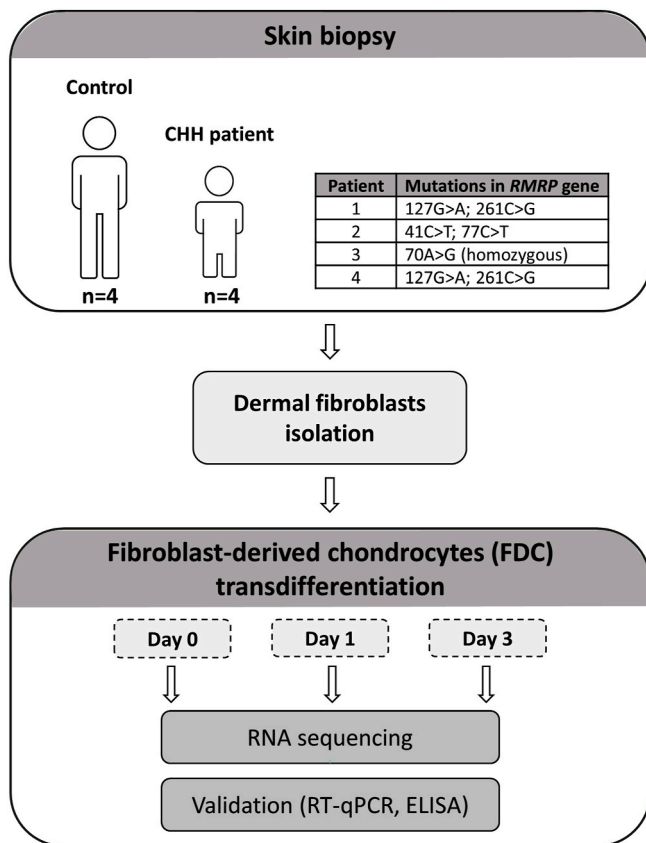 Skin biopsy
Control
CHH patient
n=4
n=4
Patient Mutations in RMRP gene
1 127G>A; 261C>G
2 41C>T; 77C>T
3 70A>G (homozygous)
4 127G>A; 261C>G
Dermal fibroblasts
isolation
Fibroblast-derived chondrocytes (FDC)
transdifferentiation
Day 0 Day 1 Day 3
RNA sequencing
Validation (RT-qPCR, ELISA)